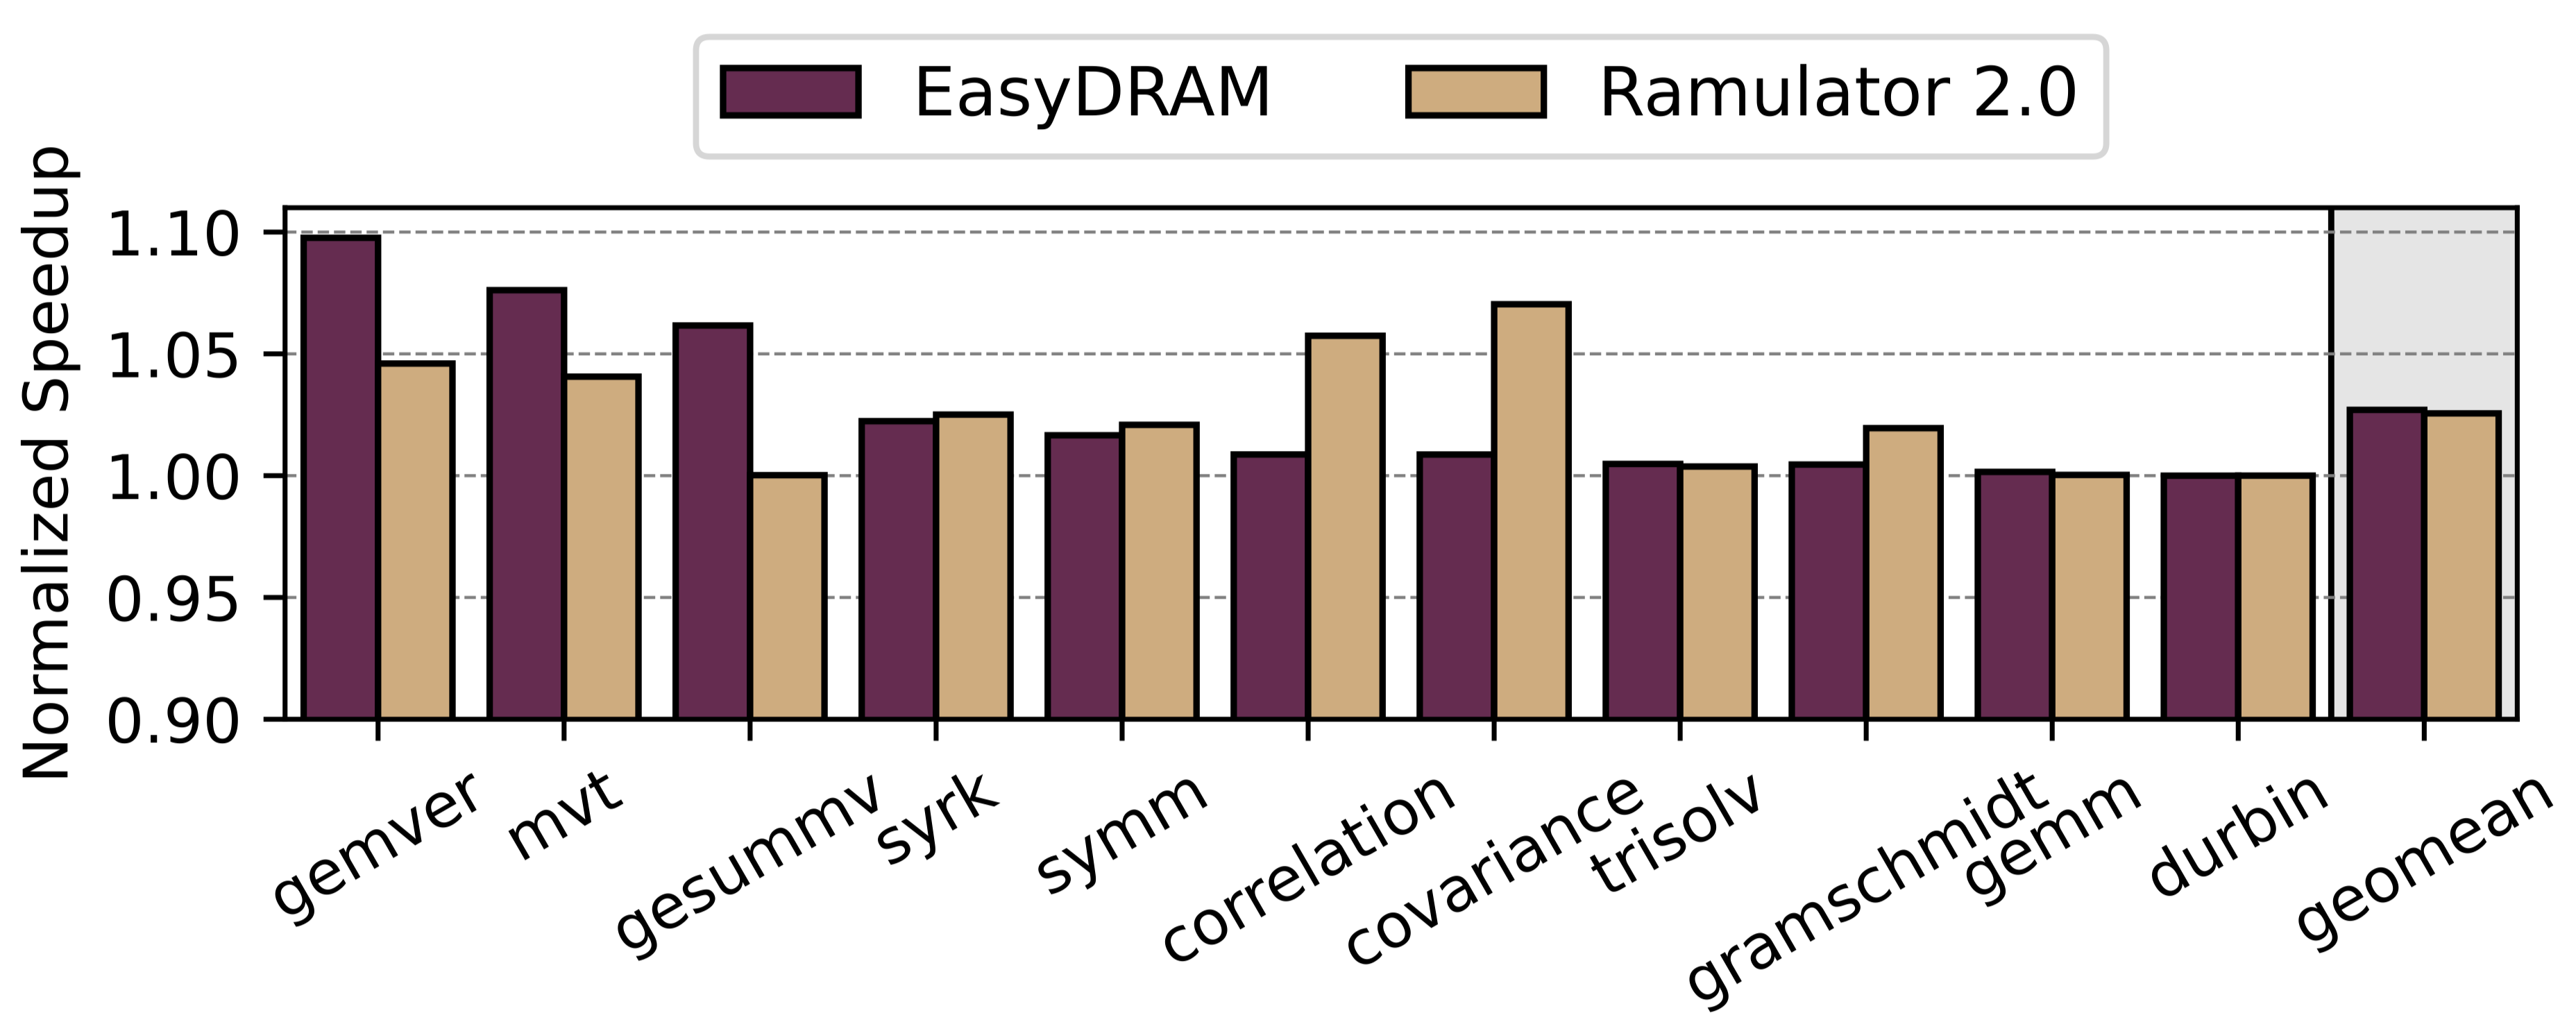 EasyDRAM
Ramulator 2.0
Normalized Speedup
1.10
1.05
1.00
0.95
0.90
gemver
mvt
gesummv
syrk
symm
correlation
covariance
trisolv
gramschmidt
gemm
durbin
geomean